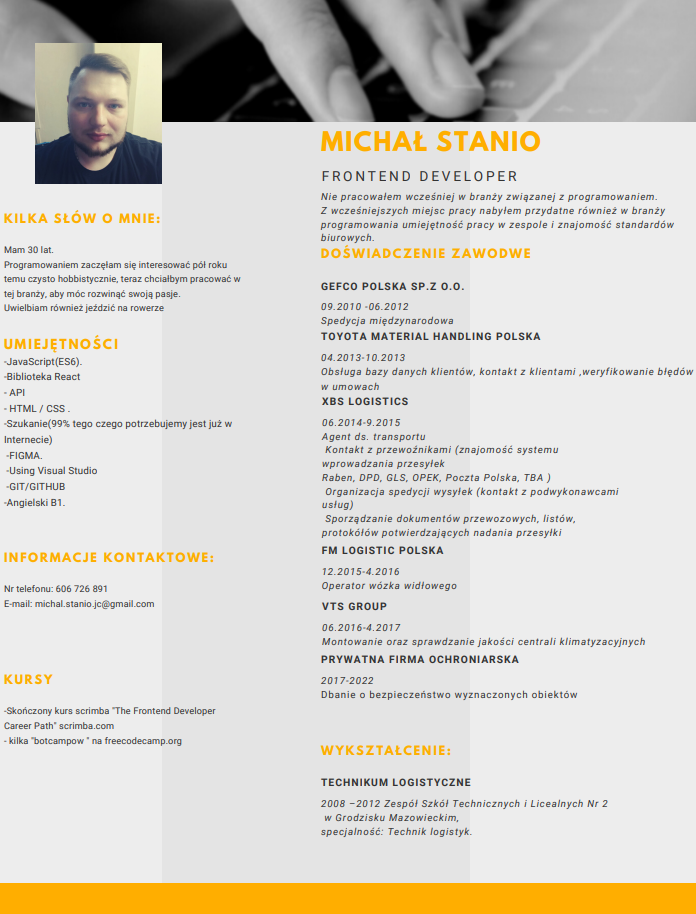 MICHAŁ STANIO
FRONTEND DEVELOPER
Nie pracowałem wcześniej w branży związanej z programowaniem.
Z wcześniejszych miejsc pracy nabyłem przydatne również w branży
programowania umiejętność pracy w zespole i znajomość standardów
biurowych.
KILKA SŁÓW O MNIE:
Mam 30 lat.
Programowaniem zaczęłam się interesować pół roku
temu czysto hobbistycznie, teraz chciałbym pracować w
tej branży, aby móc rozwinąć swoją pasje.
Uwielbiam również jeździć na rowerze
UMIEJĘTNOŚCI
-JavaScript(ES6).
-Biblioteka React
- API
- HTML / CSS .
-Szukanie(99% tego czego potrzebujemy jest już w
Internecie)
-FIGMA.
-Using Visual Studio
-GIT/GITHUB
-Angielski B1.
INFORMACJE KONTAKTOWE:
Nr telefonu: 606 726 891
E-mail: michal.stanio.jc@gmail.com
KURSY
-Skończony kurs scrimba "The Frontend Developer
Career Path" scrimba.com
- kilka "botcampow " na freecodecamp.org
DOŚWIADCZENIE ZAWODWE
GEFCO POLSKA SP.Z O.O.
09.2010 -06.2012
Spedycja międzynarodowa
TOYOTA MATERIAL HANDLING POLSKA
04.2013-10.2013
Obsługa bazy danych klientów, kontakt z klientami ,weryfikowanie błędów
w umowach
XBS LOGISTICS
06.2014-9.2015
Agent ds. transportu
Kontakt z przewoźnikami (znajomość systemu
wprowadzania przesyłek
Raben, DPD, GLS, OPEK, Poczta Polska, TBA )
Organizacja spedycji wysyłek (kontakt z podwykonawcami
usług)
Sporządzanie dokumentów przewozowych, listów,
protokółów potwierdzających nadania przesyłki
FM LOGISTIC POLSKA
12.2015-4.2016
Operator wózka widłowego
VTS GROUP
06.2016-4.2017
Montowanie oraz sprawdzanie jakości centrali klimatyzacyjnych
PRYWATNA FIRMA OCHRONIARSKA
2017-2022
Dbanie o bezpieczeństwo wyznaczonych obiektów
WYKSZTAŁCENIE:
TECHNIKUM LOGISTYCZNE
2008 –2012 Zespół Szkół Technicznych i Licealnych Nr 2
w Grodzisku Mazowieckim,
specjalność: Technik logistyk.